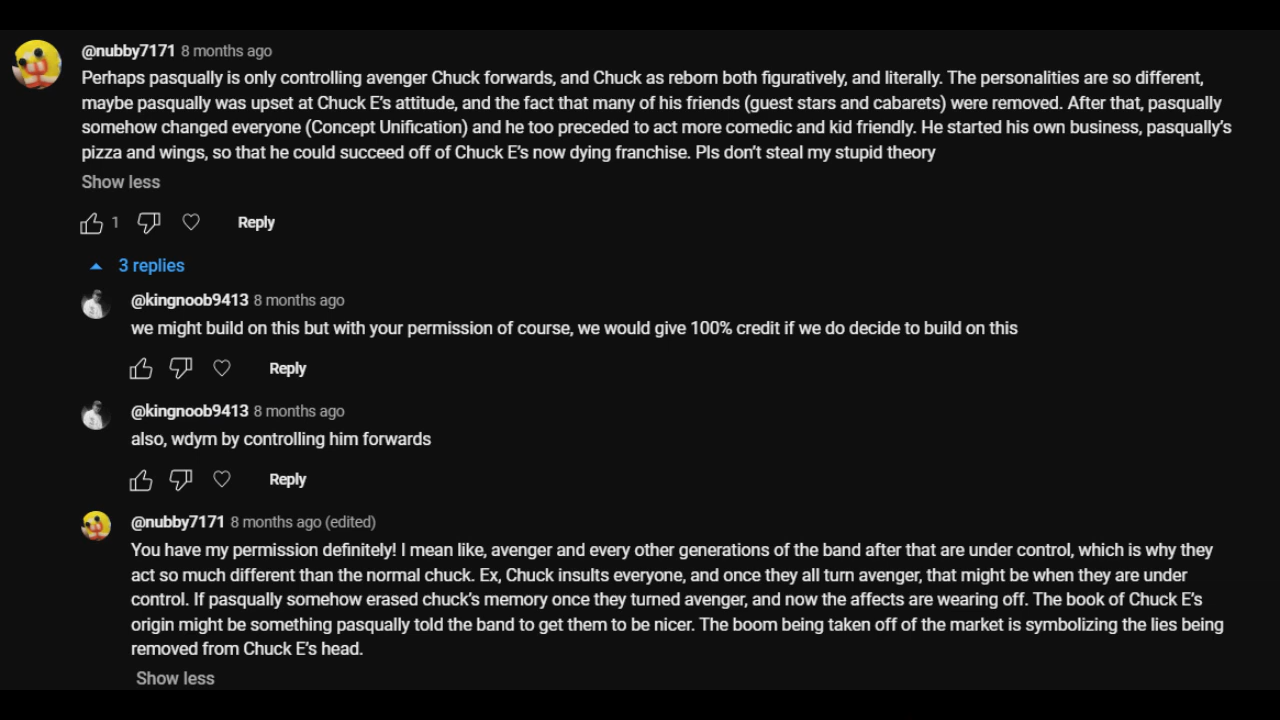 @nubby7171 8 months ago
Perhaps pasqually is only controlling avenger Chuck forwards, and Chuck as reborn both figuratively, and literally. The personalities are so different,
maybe pasqually was upset at Chuck E's attitude, and the fact that many of his friends (guest stars and cabarets) were removed. After that, pasqually
somehow changed everyone (Concept Unification) and he too preceded to act more comedic and kid friendly. He started his own business, pasqually's
pizza and wings, so that he could succeed off of Chuck E's now dying franchise. Pls don't steal my stupid theory
Show less
1 Reply
3 replies
@kingnoob9413 8 months ago
we might build on this but with your permission of course, we would give 100% credit if we do decide to build on this
Reply
@kingnoob9413 8 months ago
also, wdym by controlling him forwards
Reply
@nubby7171 8 months ago (edited)
You have my permission definitely! I mean like, avenger and every other generations of the band after that are under control, which is why they
act so much different than the normal chuck. Ex, Chuck insults everyone, and once they all turn avenger, that might be when they are under
control. If pasqually somehow erased chuck's memory once they turned avenger, and now the affects are wearing off. The book of Chuck E's
origin might be something pasqually told the band to get them to be nicer. The boom being taken off of the market is symbolizing the lies being
removed from Chuck E's head.
Show less